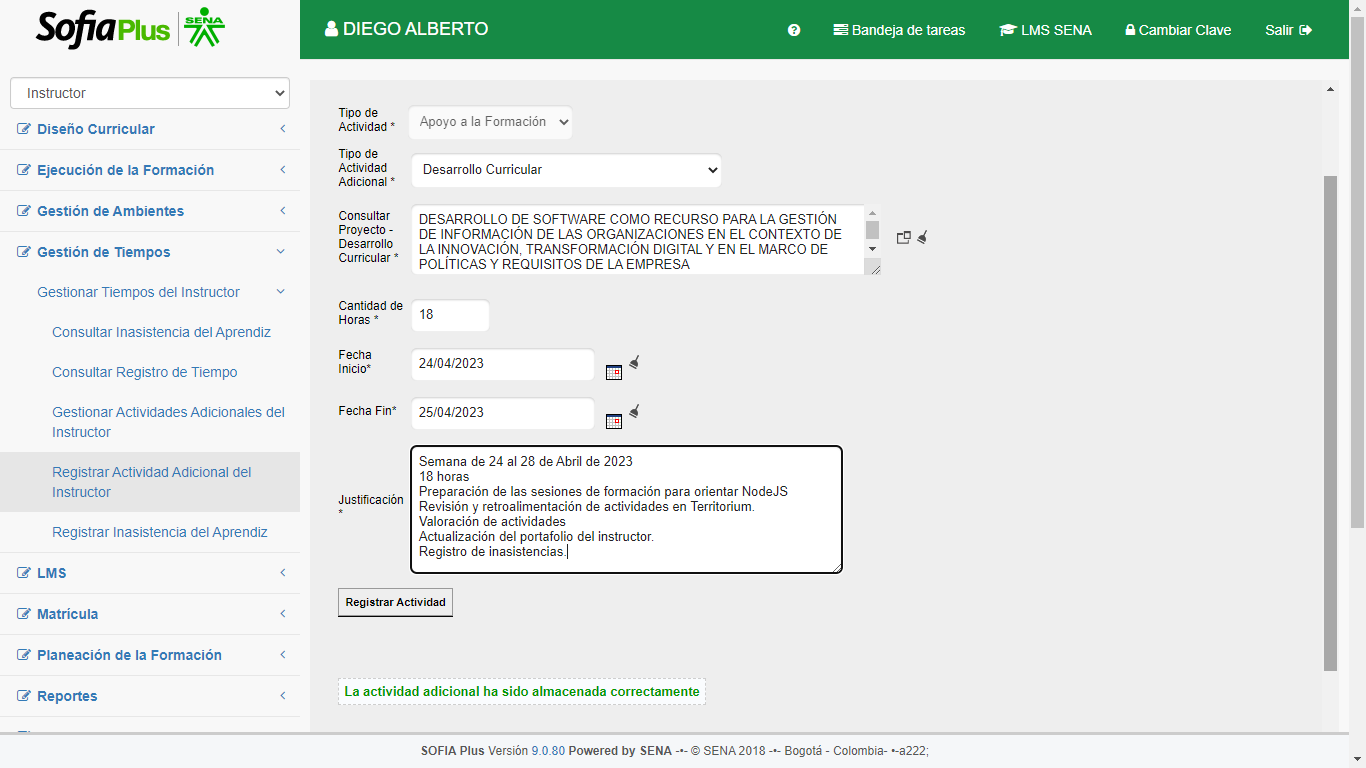 Sofia Plus
SENA
DIEGO ALBERTO
Bandeja de tareas
LMS SENA
Cambiar Clave
Salir
Instructor
Diseño Curricular
Ejecución de la Formación
Gestión de Ambientes
Gestión de Tiempos
Gestionar Tiempos del Instructor
Consultar Inasistencia del Aprendiz
Consultar Registro de Tiempo
Gestionar Actividades Adicionales del
Instructor
Registrar Actividad Adicional del
Instructor
Registrar Inasistencia del Aprendiz
LMS
Matrícula
Planeación de la Formación
Reportes
Tipo de
Actividad *
Apoyo a la Formación
Tipo de
Actividad
Adicional *
Desarrollo Curricular
Consultar
Proyecto -
Desarrollo
Curricular *
DESARROLLO DE SOFTWARE COMO RECURSO PARA LA GESTIÓN
DE INFORMACIÓN DE LAS ORGANIZACIONES EN EL CONTEXTO DE
LA INNOVACIÓN, TRANSFORMACIÓN DIGITAL Y EN EL MARCO DE
POLÍTICAS Y REQUISITOS DE LA EMPRESA
Cantidad de
Horas *
18
Fecha
Inicio*
24/04/2023
Fecha Fin*
25/04/2023
Justificación
*
Semana de 24 al 28 de Abril de 2023
18 horas
Preparación de las sesiones de formación para orientar NodeJS
Revisión y retroalimentación de actividades en Territorium.
Valoración de actividades
Actualización del portafolio del instructor.
Registro de inasistencias.
Registrar Actividad
La actividad adicional ha sido almacenada correctamente
SOFIA Plus Versión 9.0.80 Powered by SENA -•- © SENA 2018 -•- Bogotá - Colombia- •-a222;